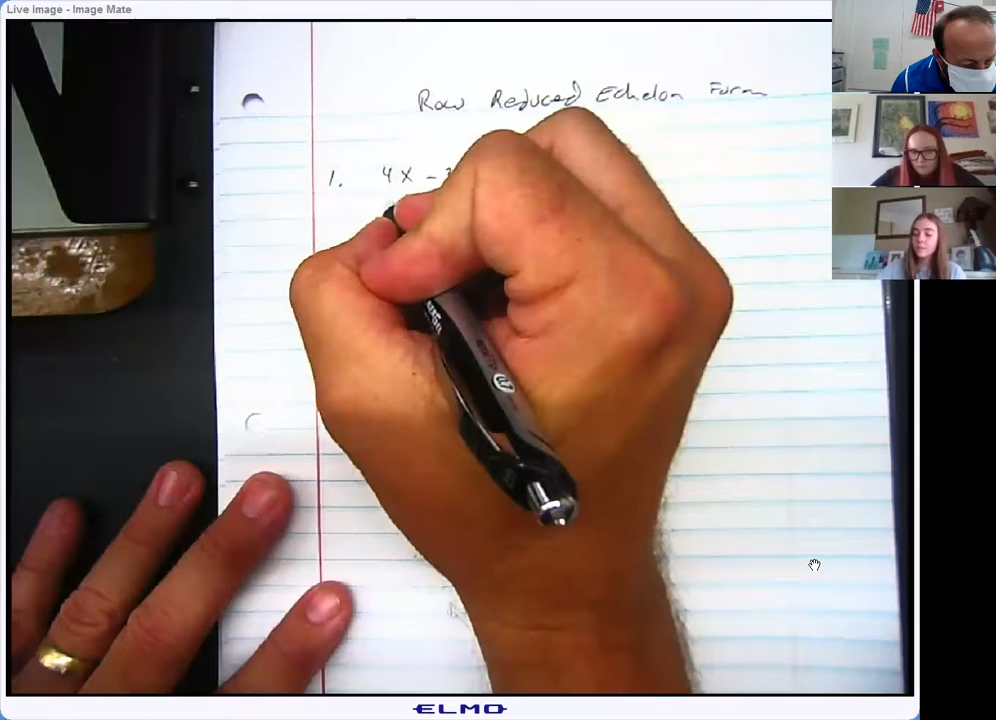 Live Image - Image Mate
Row Reduced Echelon Form
1. 4x -
ELMO